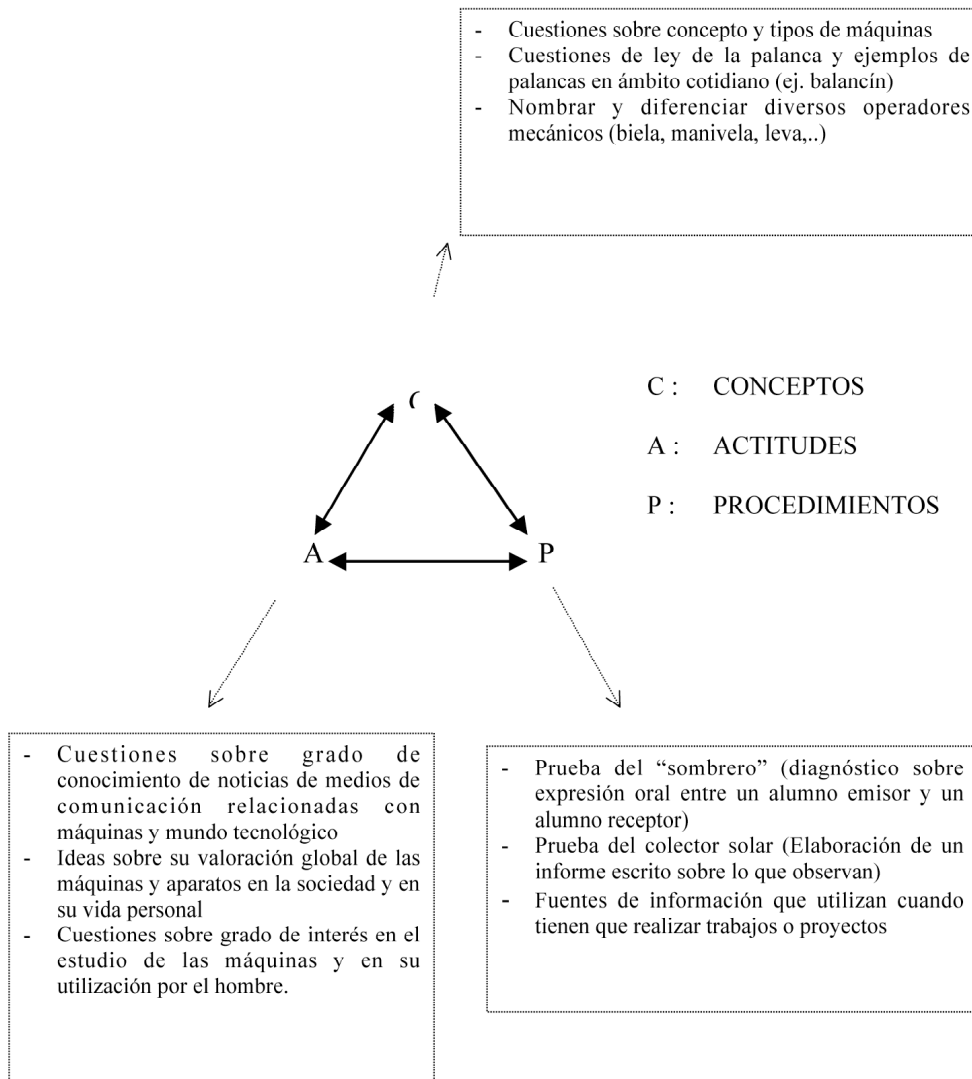 - Cuestiones sobre concepto y tipos de máquinas
- Cuestiones de ley de la palanca y ejemplos de
palancas en ámbito cotidiano (ej. balancín)
- Nombrar y diferenciar diversos operadores
mecánicos (biela, manivela, leva,..)
C : CONCEPTOS
A : ACTITUDES
P : PROCEDIMIENTOS
A P
- Cuestiones sobre grado de
conocimiento de noticias de medios de
comunicación relacionadas con
máquinas y mundo tecnológico
- Ideas sobre su valoración global de las
máquinas y aparatos en la sociedad y en
su vida personal
- Cuestiones sobre grado de interés en el
estudio de las máquinas y en su
utilización por el hombre.
- Prueba del “sombrero” (diagnóstico sobre
expresión oral entre un alumno emisor y un
alumno receptor)
- Prueba del colector solar (Elaboración de un
informe escrito sobre lo que observan)
- Fuentes de información que utilizan cuando
tienen que realizar trabajos o proyectos